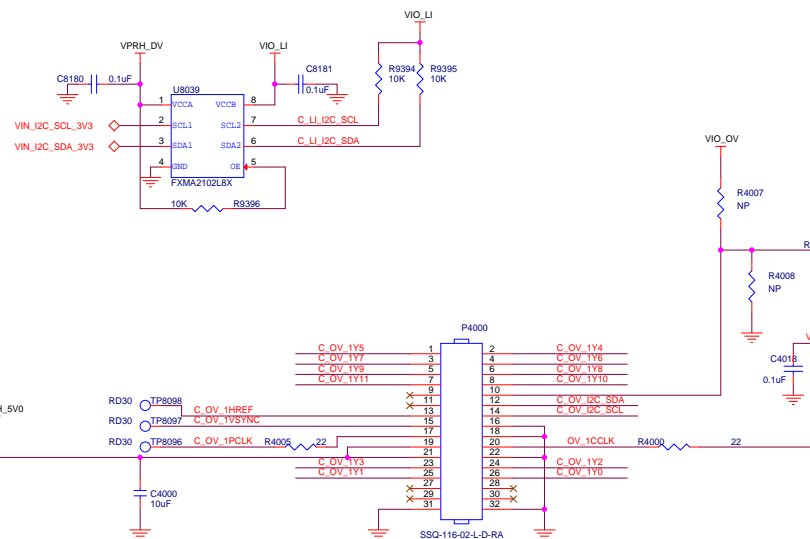 VIO_LI
VPRH_DV
VIO_LI
C8180
0.1uF
C8181
0.1uF
R9394
10K
R9395
10K
U8039
1
VCCA
VCCB
8
VIN_I2C_SCL_3V3
2
SCL1
SCL2
7
C_LI_I2C_SCL
VIN_I2C_SDA_3V3
3
SDA1
SDA2
6
C_LI_I2C_SDA
4
GND
OE
5
FXMA2102L8X
10K
R9396
VIO_OV
R4007
NP
R
R4008
NP
V
C4018
0.1uF
P4000
C_OV_1Y5
1
2
C_OV_1Y4
C_OV_1Y7
3
4
C_OV_1Y6
C_OV_1Y9
5
6
C_OV_1Y8
C_OV_1Y11
7
8
C_OV_1Y10
9
10
11
12
C_OV_I2C_SDA
H_5V0
RD30
TP8098
C_OV_1HREF
13
14
C_OV_I2C_SCL
RD30
TP8097
C_OV_1VSYNC
15
16
17
18
RD30
TP8096
C_OV_1PCLK
R4005
22
19
20
OV_1CCLK
R4000
22
21
22
C_OV_1Y3
23
24
C_OV_1Y2
C_OV_1Y1
25
26
C_OV_1Y0
27
28
C4000
10uF
29
30
31
32
SSQ-116-02-L-D-RA